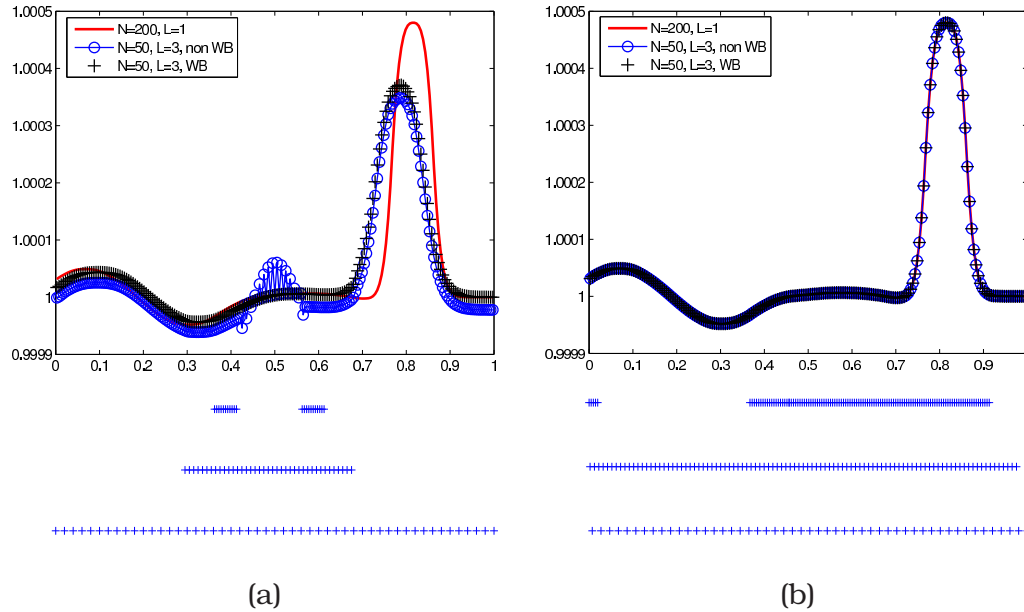 1.0005
1.0004
1.0003
1.0002
1.0001
1
0.9999
N=200, L=1
N=50, L=3, non WB
N=50, L=3, WB
0 0.1 0.2 0.3 0.4 0.5 0.6 0.7 0.8 0.9 1
(a)
1.0005
1.0004
1.0003
1.0002
1.0001
1
0.9999
N=200, L=1
N=50, L=3, non WB
N=50, L=3, WB
0 0.1 0.2 0.3 0.4 0.5 0.6 0.7 0.8 0.9
(b)